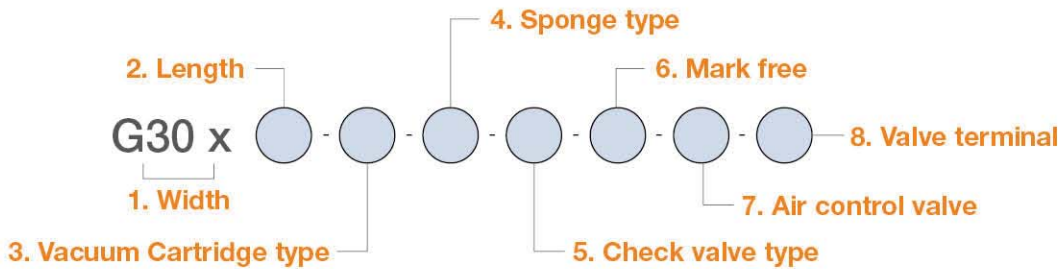 4. Sponge type
2. Length
6. Mark free
G30 x - - - - - -
8. Valve terminal
1. Width
7. Air control valve
3. Vacuum Cartridge type
5. Check valve type